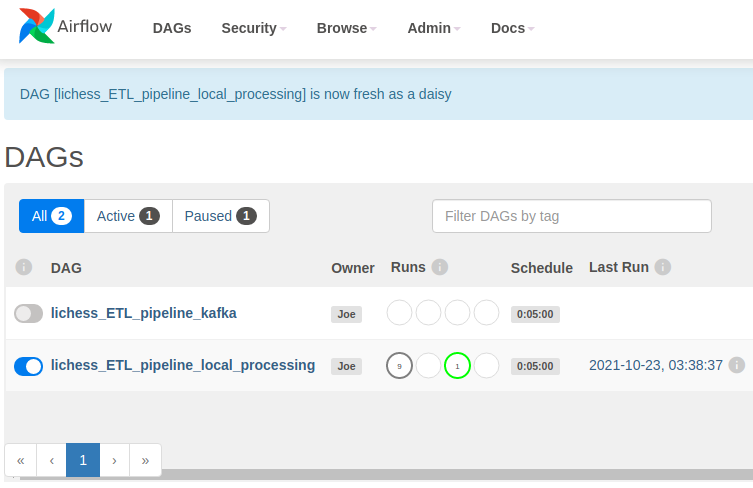 Airflow DAGs Security Browse Admin Docs
DAG [lichess_ETL_pipeline_local_processing] is now fresh as a daisy
DAGs
All 2 Active 1 Paused 1 Filter DAGs by tag
i DAG Owner Runs i Schedule Last Run i
lichess_ETL_pipeline_kafka Joe 0:05:00
lichess_ETL_pipeline_local_processing Joe 9 1 0:05:00 2021-10-23, 03:38:37 i
« ‹ 1 › »